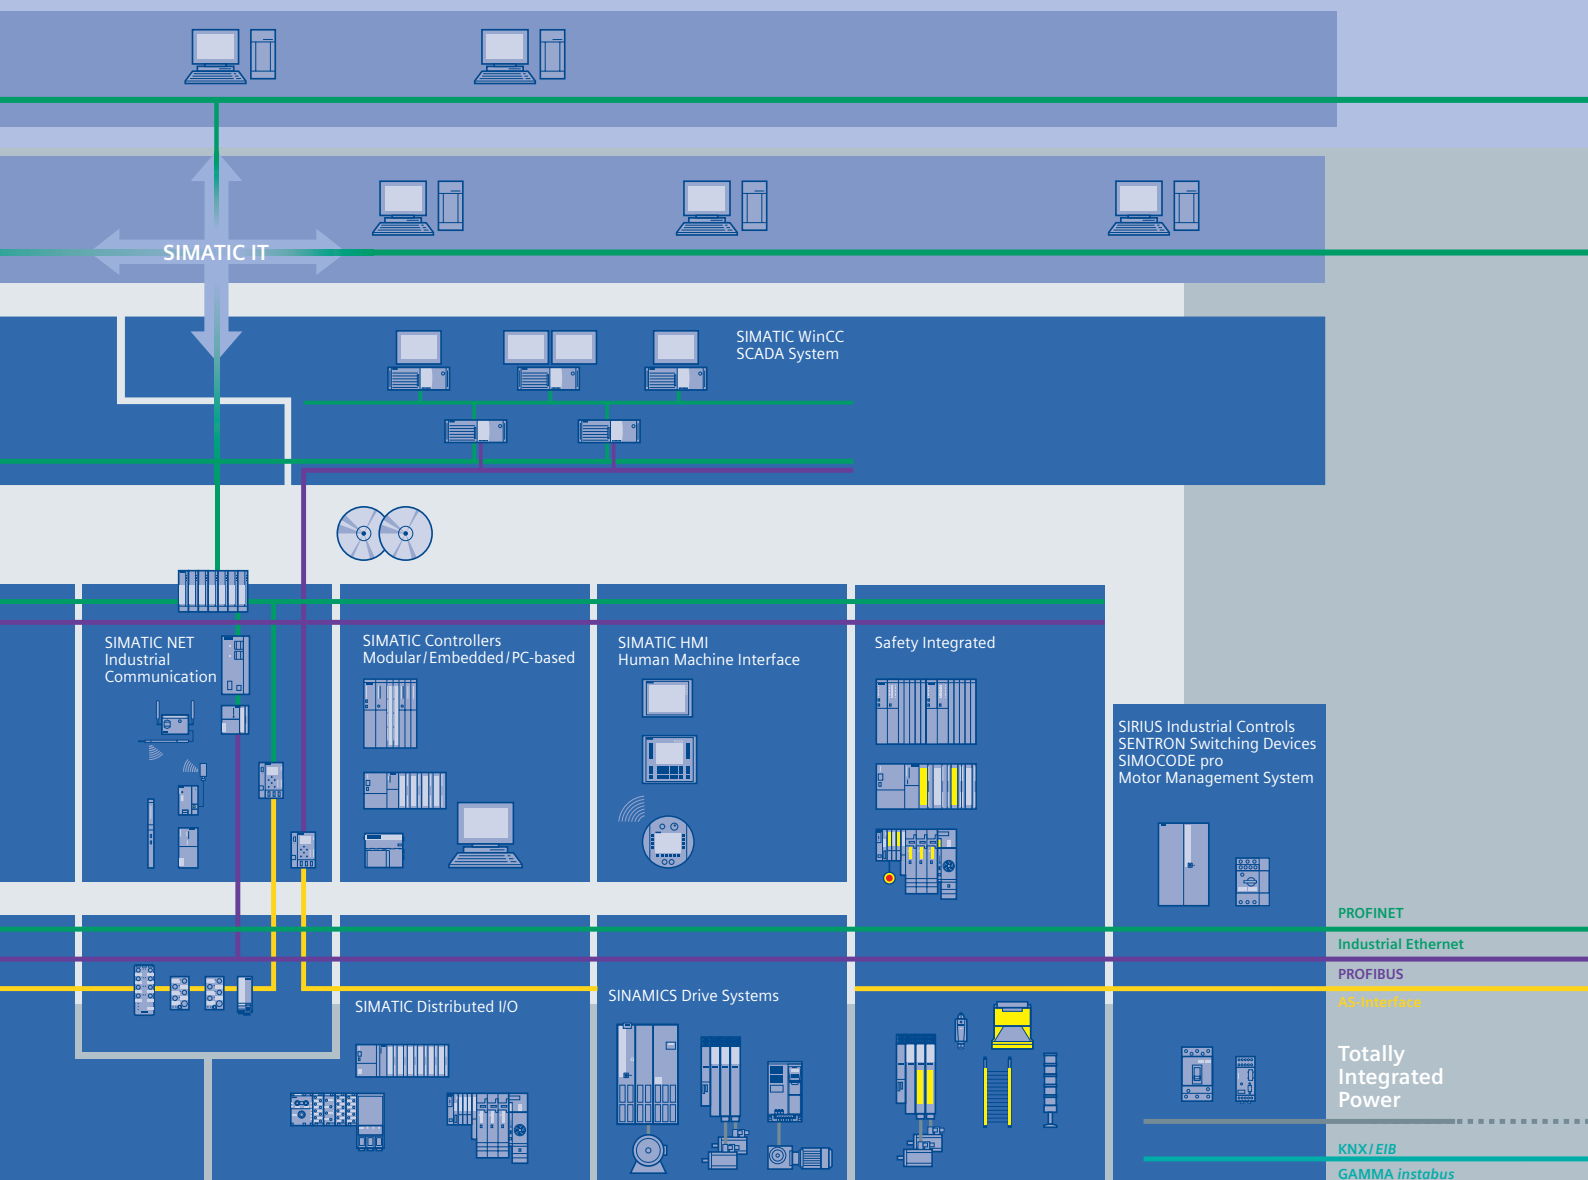 SIMATIC IT
SIMATIC WinCC
SCADA System
SIMATIC NET
Industrial
Communication
SIMATIC Controllers
Modular/Embedded/PC-based
SIMATIC HMI
Human Machine Interface
Safety Integrated
SIRIUS Industrial Controls
SENTRON Switching Devices
SIMOCODE pro
Motor Management System
PROFINET
Industrial Ethernet
PROFIBUS
AS-Interface
SIMATIC Distributed I/O
SINAMICS Drive Systems
Totally
Integrated
Power
KNX/EIB
GAMMA instabus